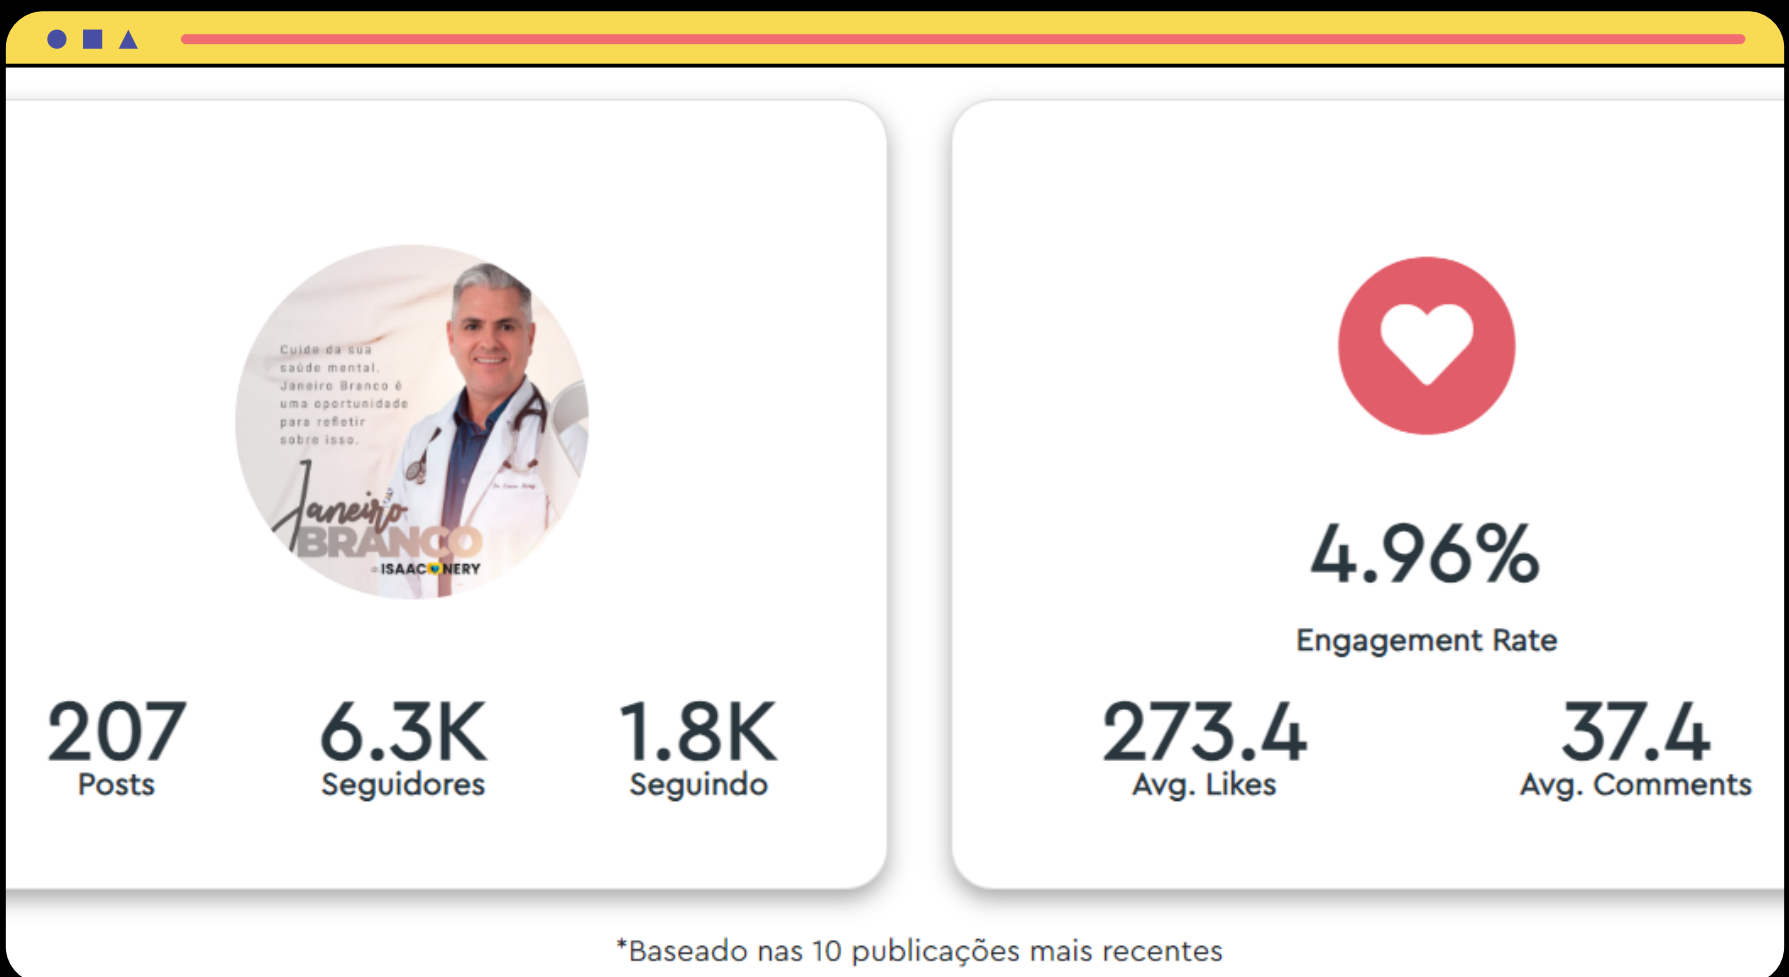 Cuide da sua
saúde mental.
Janeiro Branco é
uma oportunidade
para refletir
sobre isso.
Janeiro
BRANCO
ISAAC NERY
207
Posts
6.3K
Seguidores
1.8K
Seguindo
4.96%
Engagement Rate
273.4
Avg. Likes
37.4
Avg. Comments
*Baseado nas 10 publicações mais recentes